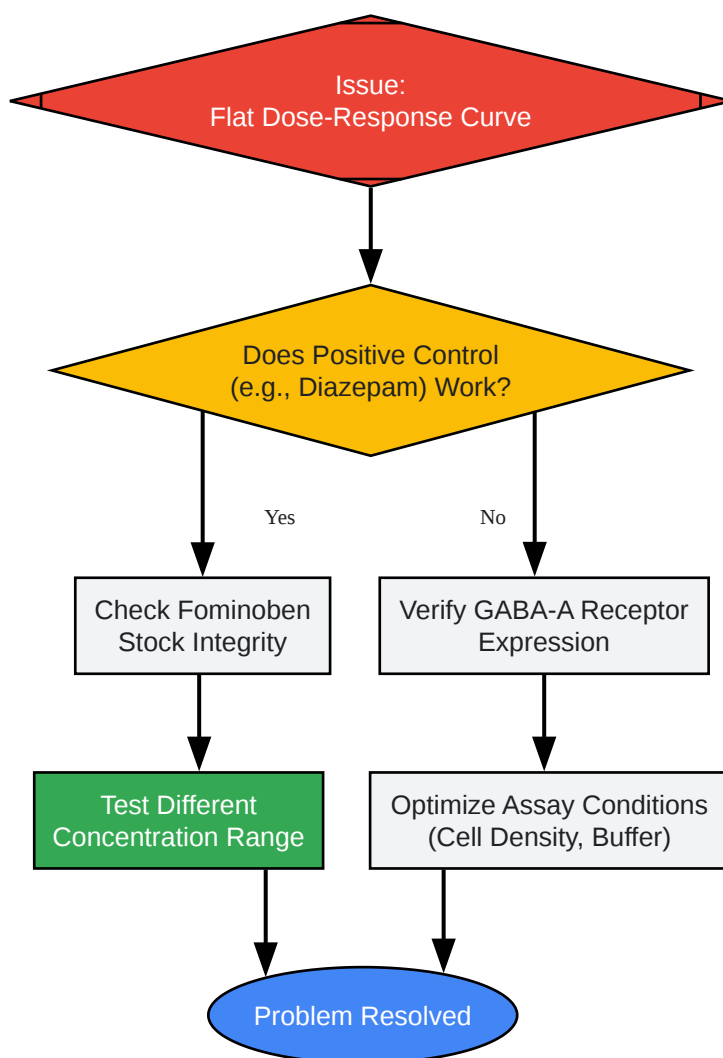 Issue:
Flat Dose-Response Curve
Does Positive Control
(e.g., Diazepam) Work?
Yes
No
Check Fominoben
Stock Integrity
Verify GABA-A Receptor
Expression
Test Different
Concentration Range
Optimize Assay Conditions
(Cell Density, Buffer)
Problem Resolved